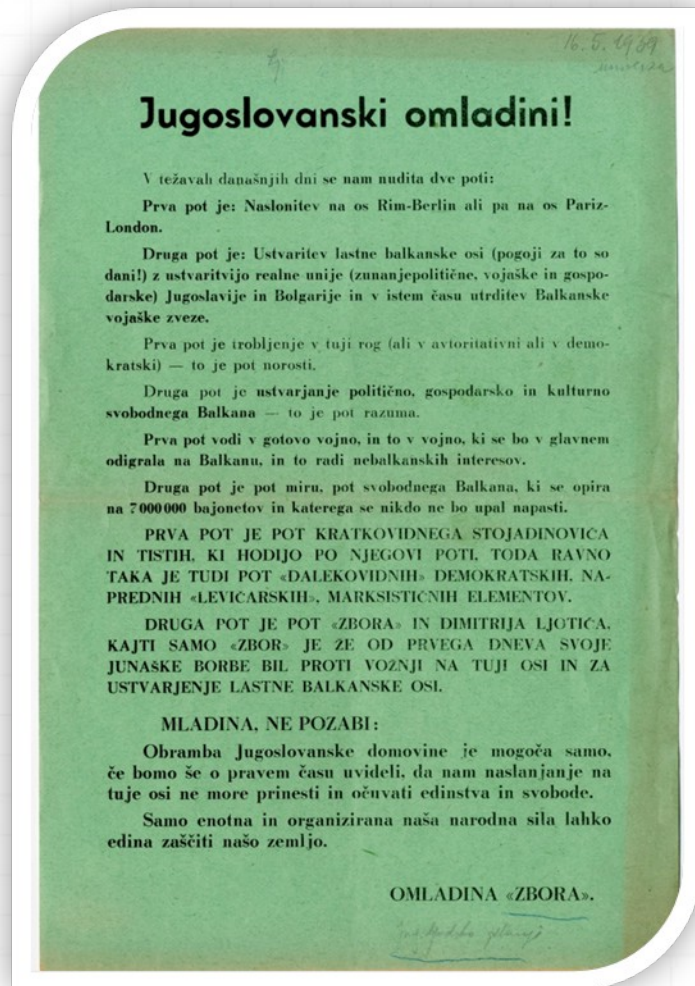 16. 5. 1939
Jugoslovanski omladini!
V težavah današnjih dni se nam nudita dve poti:
Prva pot je: Naslonitev na os Rim-Berlin ali pa na os Pariz-
London.
Druga pot je: Ustvaritev lastne balkanske osi (pogoji za to so
dani!) z ustvaritvijo realne unije (zunanjepolitične, vojaške in gospo-
darske) Jugoslavije in Bolgarije in v istem času utrditev Balkanske
vojaške zveze.
Prva pot je trobljenje v tuji rog (ali v avtoritativni ali v demo-
kratski) — to je pot norosti.
Druga pot je ustvarjanje politično, gospodarsko in kulturno
svobodnega Balkana — to je pot razuma.
Prva pot vodi v gotovo vojno, in to v vojno, ki se bo v glavnem
odigrala na Balkanu, in to radi nebalkanskih interesov.
Druga pot je pot miru, pot svobodnega Balkana, ki se opira
na 7000000 bajonetov in katerega se nikdo ne bo upal napasti.
PRVA POT JE POT KRATKOVIDNEGA STOJADINOVIĆA
IN TISTIH, KI HODIJO PO NJEGOVI POTI, TODA RAVNO
TAKA JE TUDI POT «DALEKOVIDNIH» DEMOKRATSKIH, NA-
PREDNIH «LEVIČARSKIH», MARKSISTIČNIH ELEMENTOV.
DRUGA POT JE POT «ZBORA» IN DIMITRIJA LJOTIĆA,
KAJTI SAMO «ZBOR» JE ŽE OD PRVEGA DNEVA SVOJE
JUNAŠKE BORBE BIL PROTI VOŽNJI NA TUJI OSI IN ZA
USTVARJENJE LASTNE BALKANSKE OSI.
MLADINA, NE POZABI:
Obramba Jugoslovanske domovine je mogoča samo,
če bomo še o pravem času uvideli, da nam naslanjanje na
tuje osi ne more prinesti in očuvati edinstva in svobode.
Samo enotna in organizirana naša narodna sila lahko
edina zaščiti našo zemljo.
OMLADINA «ZBORA».